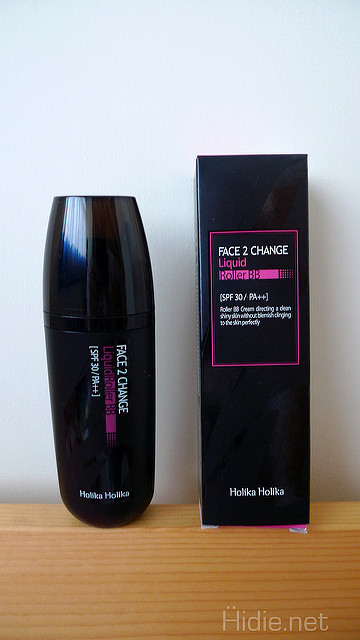 FACE 2 CHANGE
Liquid Roller BB
[SPF 30/PA++]
Holika Holika
FACE 2 CHANGE
Liquid
Roller BB
[SPF 30 / PA++]
Roller BB Cream directing a clean
shiny skin without blemish clinging
to the skin perfectly
Holika Holika
Hidie.net